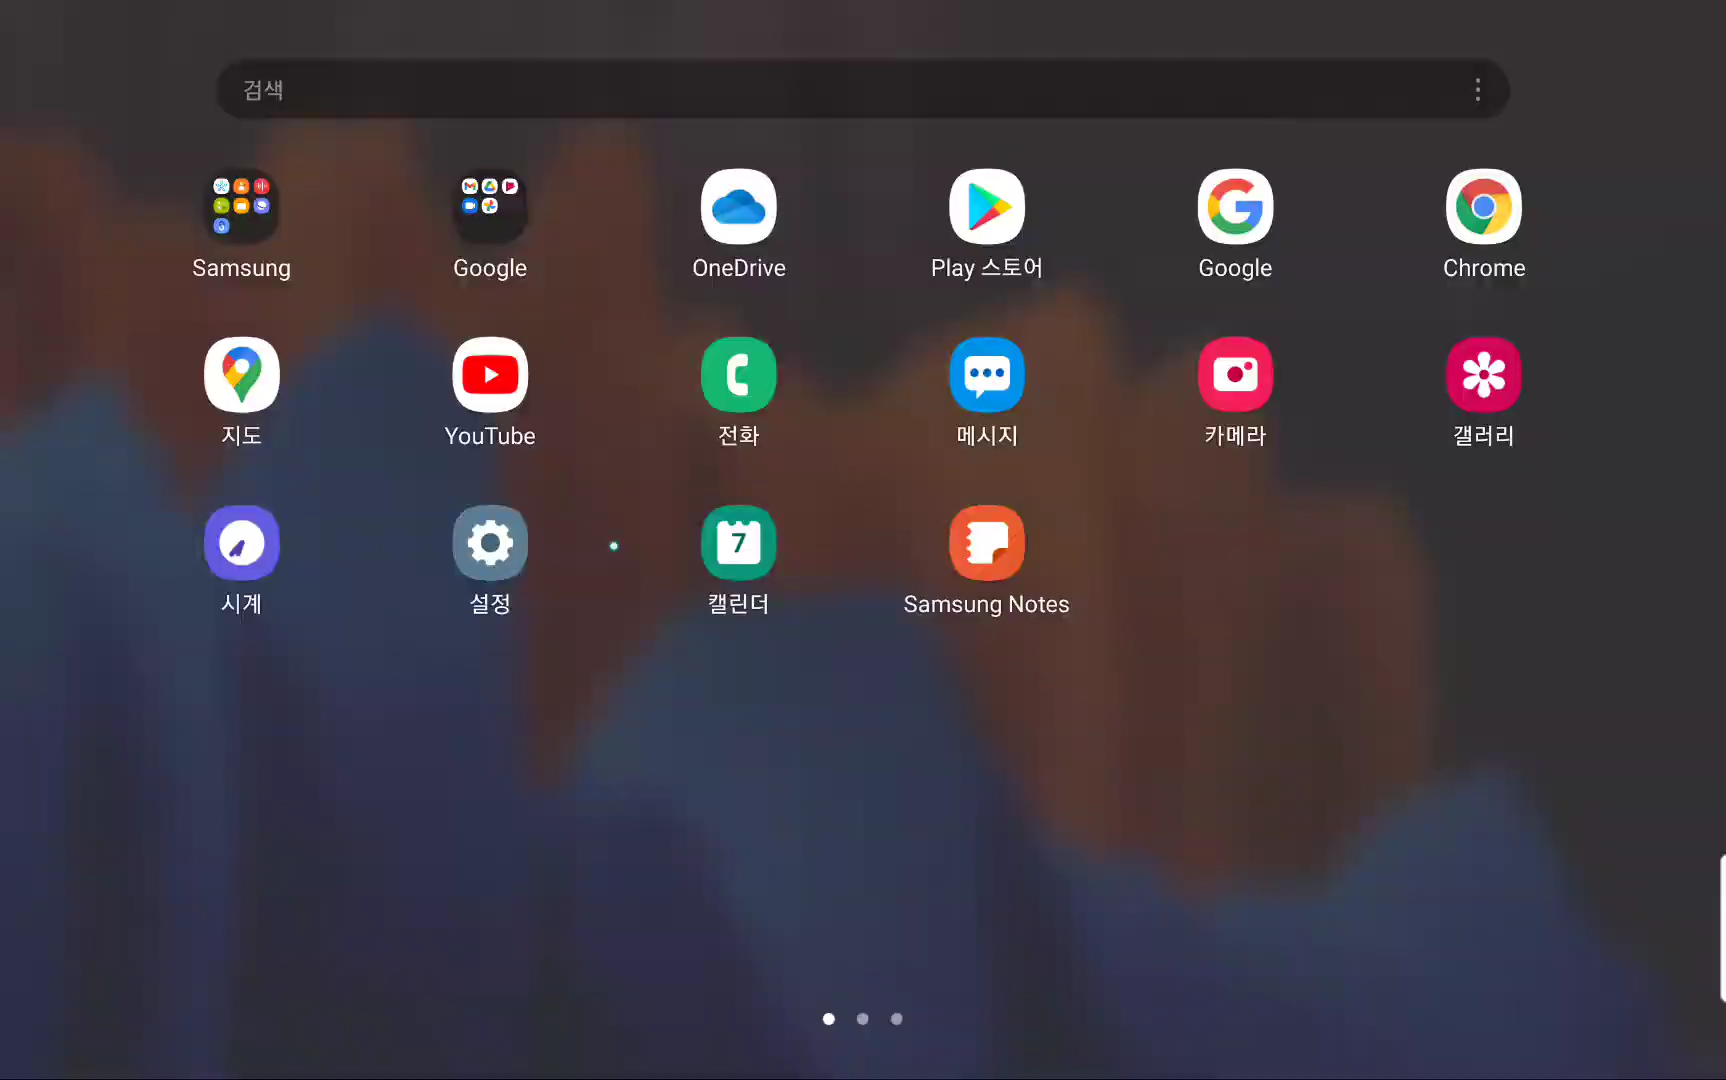 검색
Samsung
Google
OneDrive
Play 스토어
Google
Chrome
지도
YouTube
전화
메시지
카메라
갤러리
7
시계
설정
캘린더
Samsung Notes